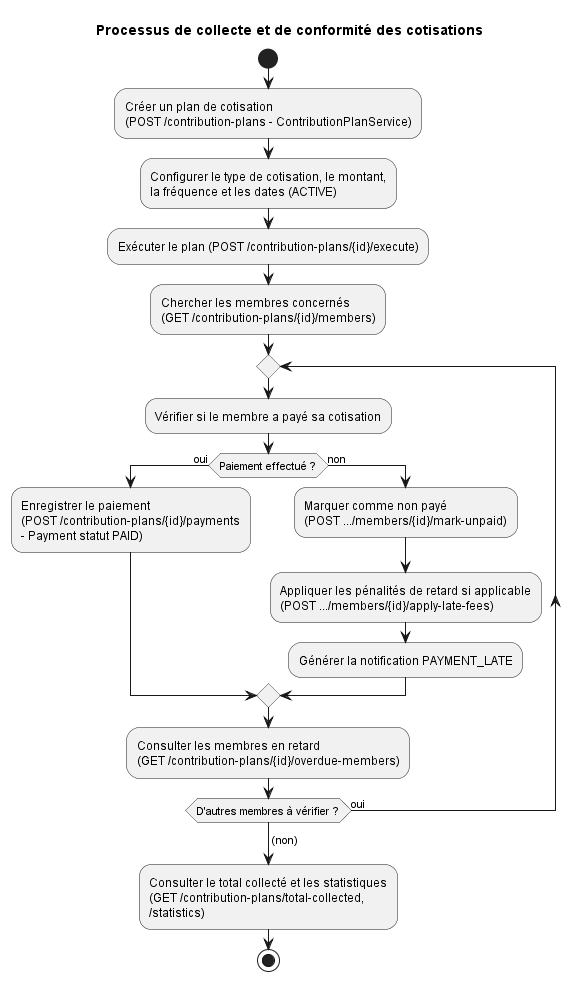 Processus de collecte et de conformité des cotisations
Créer un plan de cotisation
(POST /contribution-plans - ContributionPlanService)
Configurer le type de cotisation, le montant,
la fréquence et les dates (ACTIVE)
Exécuter le plan (POST /contribution-plans/{id}/execute)
Chercher les membres concernés
(GET /contribution-plans/{id}/members)
Vérifier si le membre a payé sa cotisation
oui
Paiement effectué ?
non
Enregistrer le paiement
(POST /contribution-plans/{id}/payments
- Payment statut PAID)
Marquer comme non payé
(POST .../members/{id}/mark-unpaid)
Appliquer les pénalités de retard si applicable
(POST .../members/{id}/apply-late-fees)
Générer la notification PAYMENT_LATE
Consulter les membres en retard
(GET /contribution-plans/{id}/overdue-members)
D'autres membres à vérifier ?
oui
(non)
Consulter le total collecté et les statistiques
(GET /contribution-plans/total-collected,
/statistics)